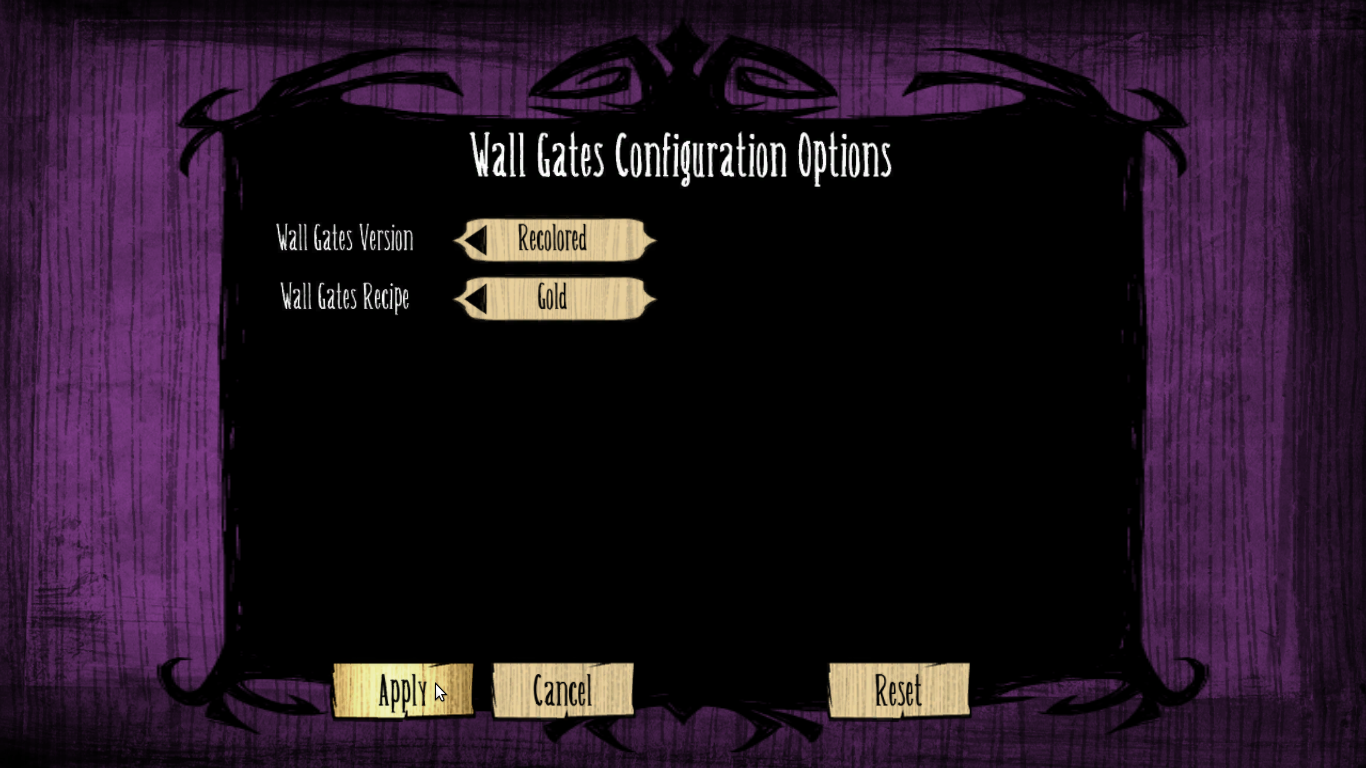 Wall Gates Configuration Options
Wall Gates Version Recolored
Wall Gates Recipe Gold
Apply Cancel Reset